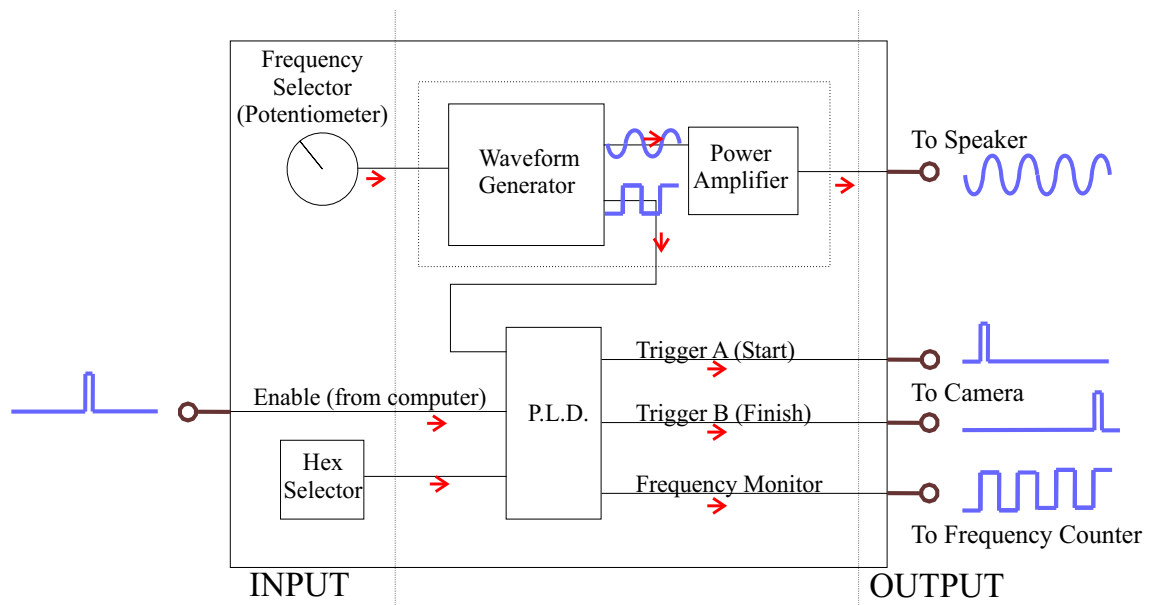 Frequency
Selector
(Potentiometer)
Waveform
Generator
Power
Amplifier
To Speaker
Trigger A (Start)
To Camera
Enable (from computer)
P.L.D.
Trigger B (Finish)
Hex
Selector
Frequency Monitor
To Frequency Counter
INPUT
OUTPUT